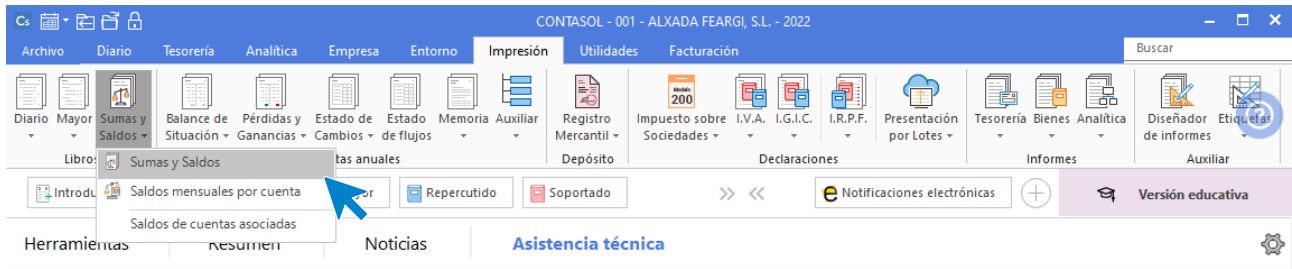 Cs CONTASOL - 001 - ALXADA FEARGI, S.L. - 2022
Archivo Diario Tesorería Analítica Empresa Entorno Impresión Utilidades Facturación Buscar
Diario Mayor Sumas y Balance de Pérdidas y Estado de Estado Memoria Auxiliar Registro Modelo 200 Impuesto sobre I.V.A. I.G.I.C. I.R.P.F. Presentación Tesorería Bienes Analítica Diseñador Etiquetas
Saldos Situación Ganancias Cambios de flujos Mercantil Sociedades por Lotes de informes
Libros tas anuales Depósito Declaraciones Informes Auxiliar
Sumas y Saldos
Introdu Saldos mensuales por cuenta yor Repercutido Soportado e Notificaciones electrónicas Versión educativa
Saldos de cuentas asociadas
Herramientas Resumen Noticias Asistencia técnica